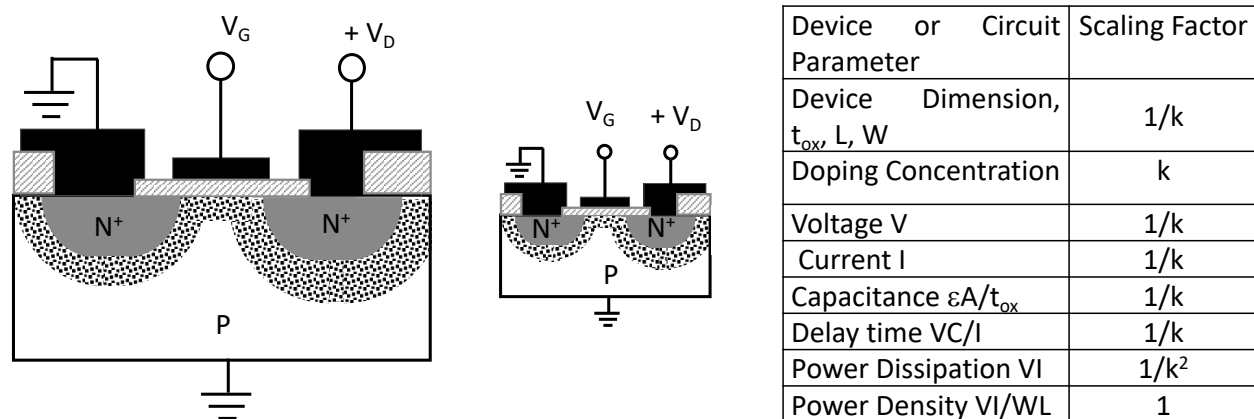 V_G + V_D
N⁺ N⁺
P
V_G + V_D
N⁺ N⁺
P
Device or Circuit Parameter | Scaling Factor
Device Dimension, t_ox, L, W | 1/k
Doping Concentration | k
Voltage V | 1/k
Current I | 1/k
Capacitance εA/t_ox | 1/k
Delay time VC/I | 1/k
Power Dissipation VI | 1/k²
Power Density VI/WL | 1